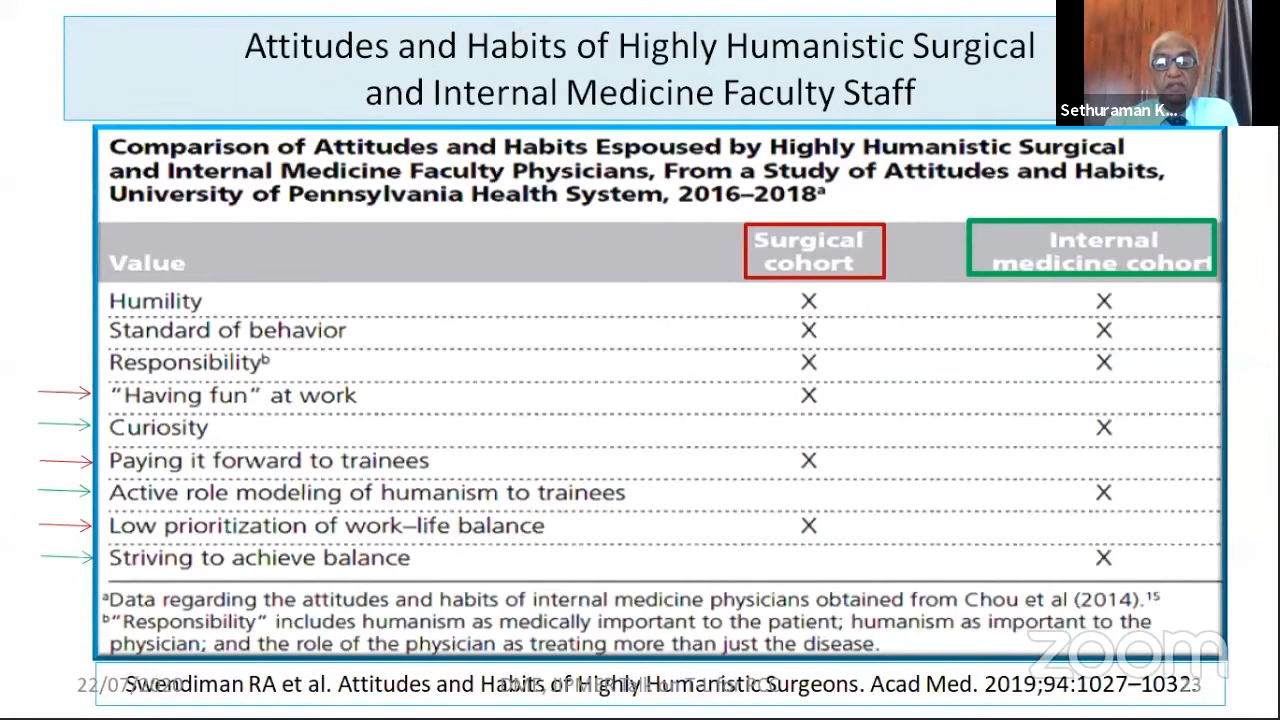 Attitudes and Habits of Highly Humanistic Surgical
and Internal Medicine Faculty Staff
Sethuraman K...
Comparison of Attitudes and Habits Espoused by Highly Humanistic Surgical
and Internal Medicine Faculty Physicians, From a Study of Attitudes and Habits,
University of Pennsylvania Health System, 2016–2018ᵃ
Value Surgical cohort Internal medicine cohort
Humility X X
Standard of behavior X X
Responsibilityᵇ X X
“Having fun” at work X
Curiosity X
Paying it forward to trainees X
Active role modeling of humanism to trainees X
Low prioritization of work–life balance X
Striving to achieve balance X
ᵃData regarding the attitudes and habits of internal medicine physicians obtained from Chou et al (2014).¹⁵
ᵇ“Responsibility” includes humanism as medically important to the patient; humanism as important to the
physician; and the role of the physician as treating more than just the disease.
zoom
Swendiman RA et al. Attitudes and Habits of Highly Humanistic Surgeons. Acad Med. 2019;94:1027–1032.
23